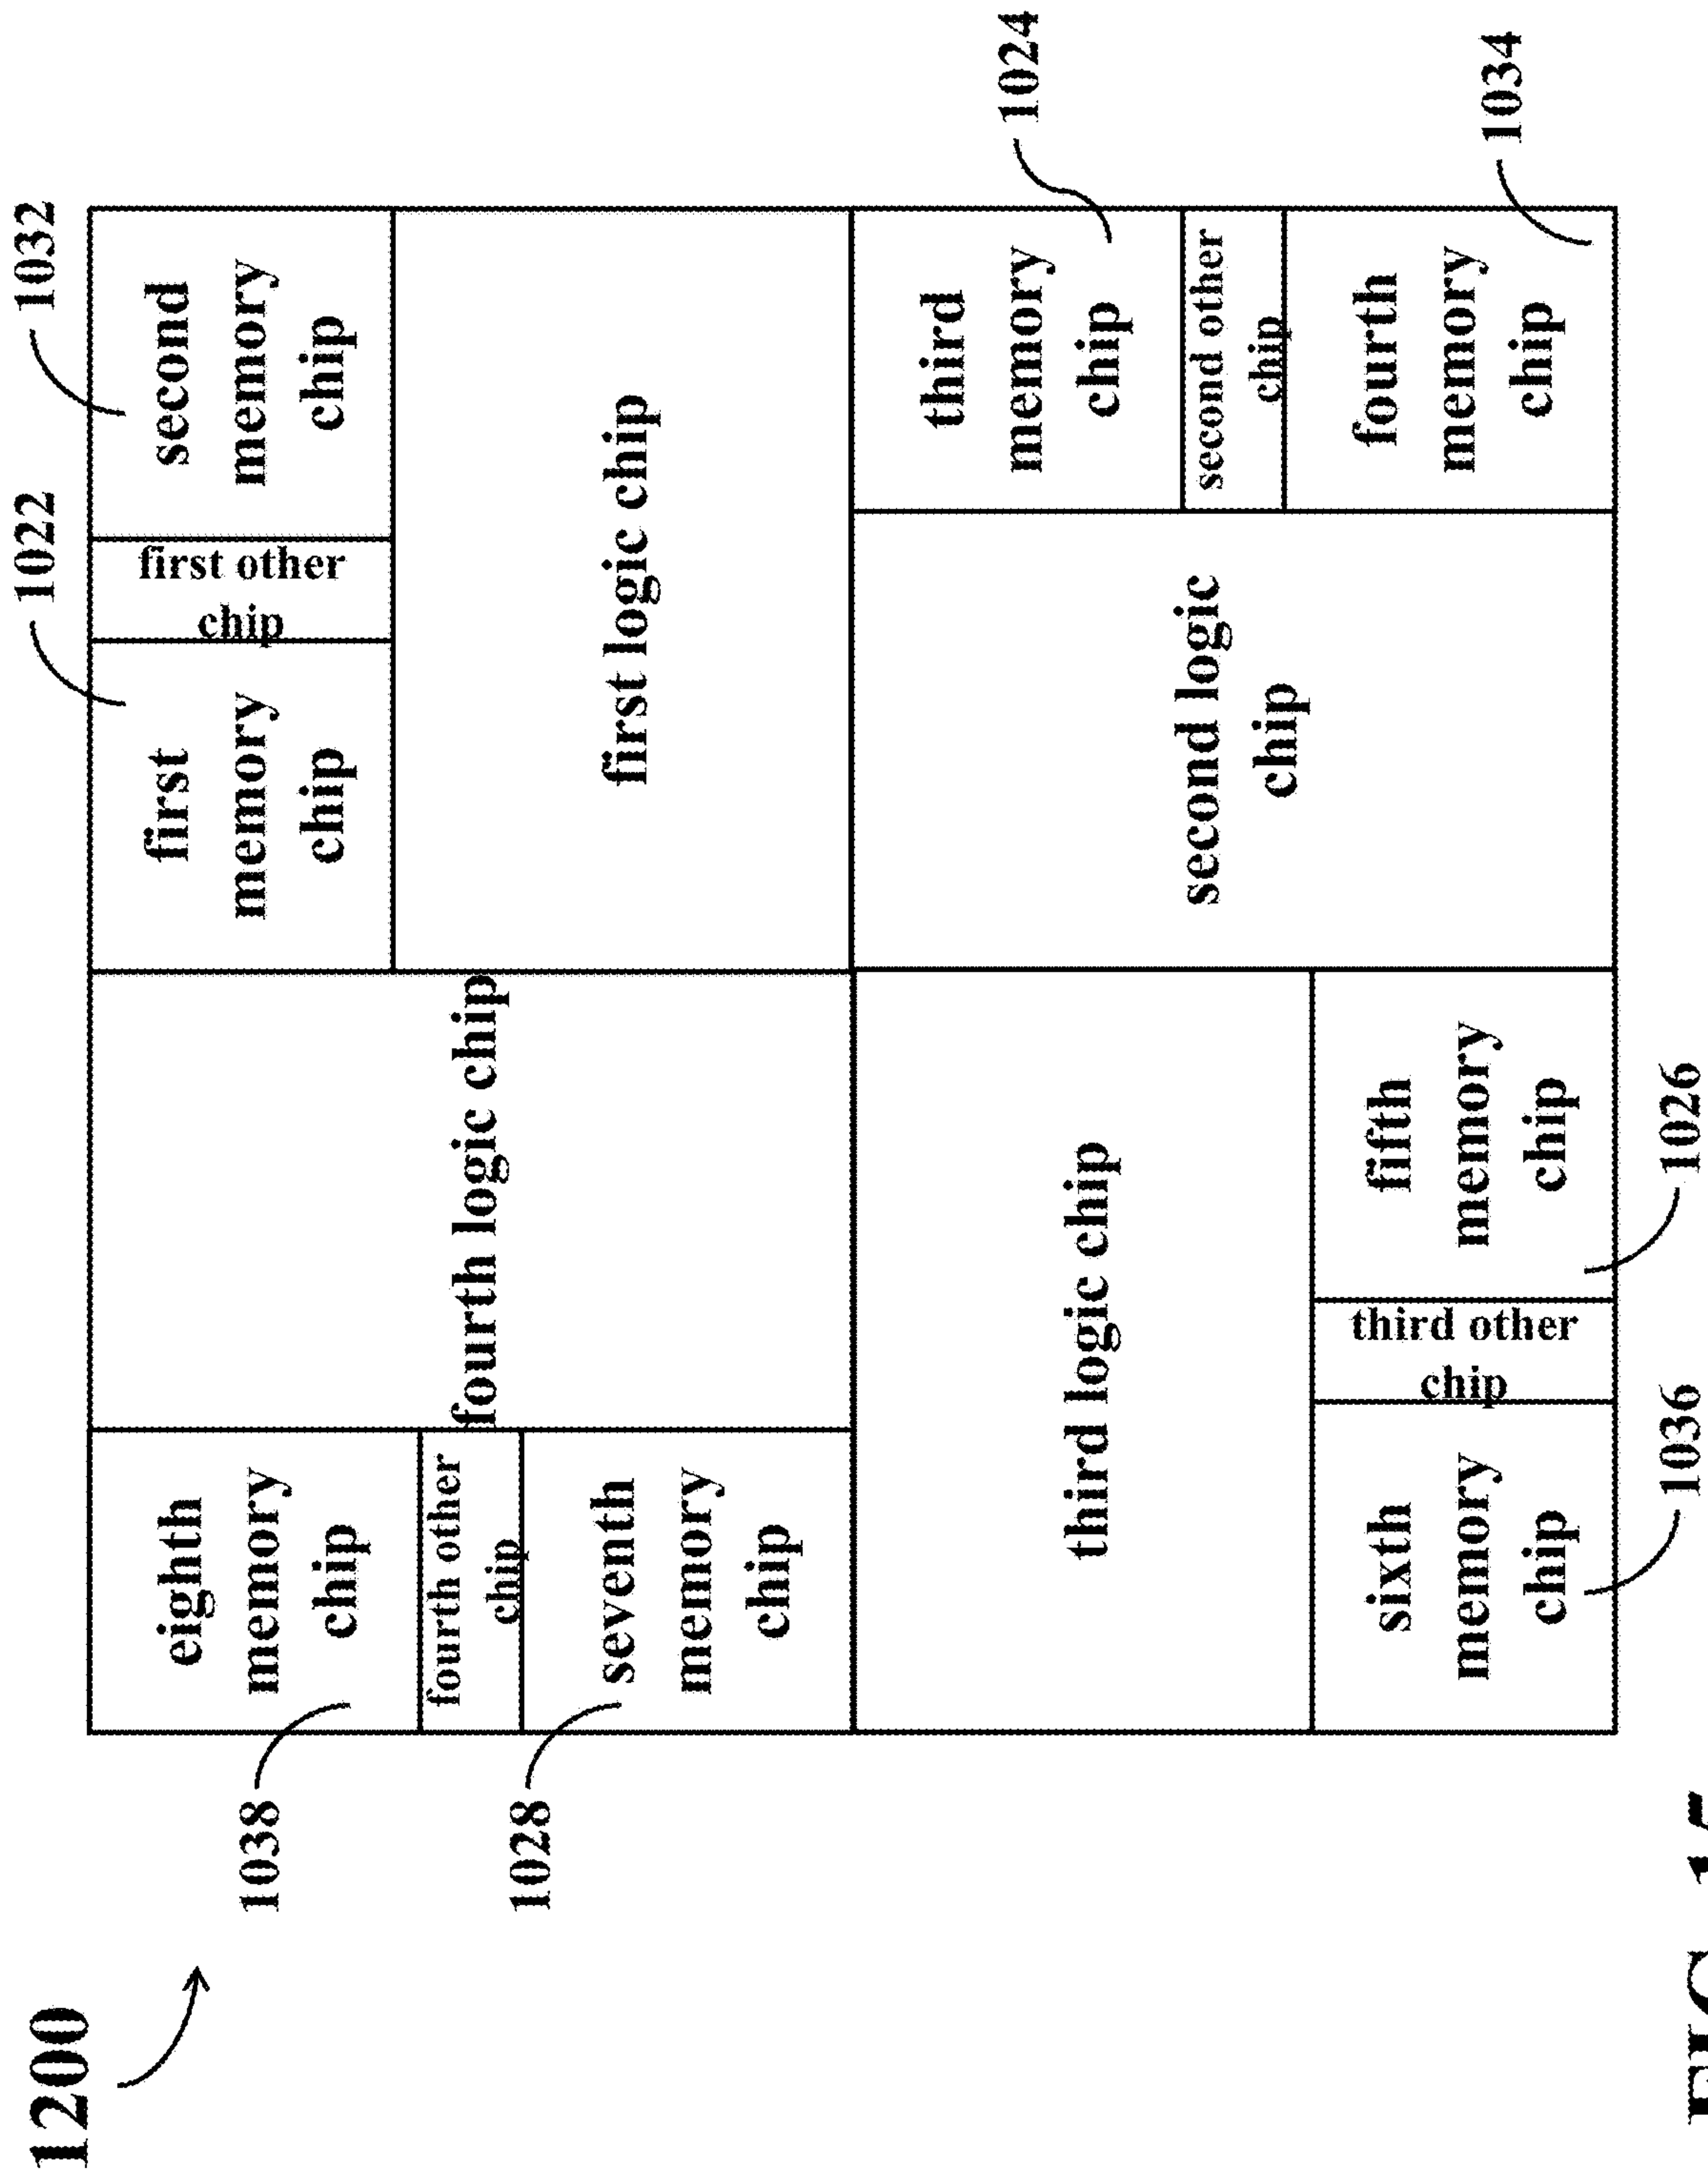 1200
1022
1032
first
memory
chip
first other
chip
second
memory
chip
first logic chip
fourth logic chip
eighth
memory
chip
1038
fourth other
chip
seventh
memory
chip
1028
third
memory
chip
1024
second other
chip
fourth
memory
chip
1034
second logic
chip
third logic chip
sixth
memory
chip
third other
chip
fifth
memory
chip
1036
1026
FIG. 15